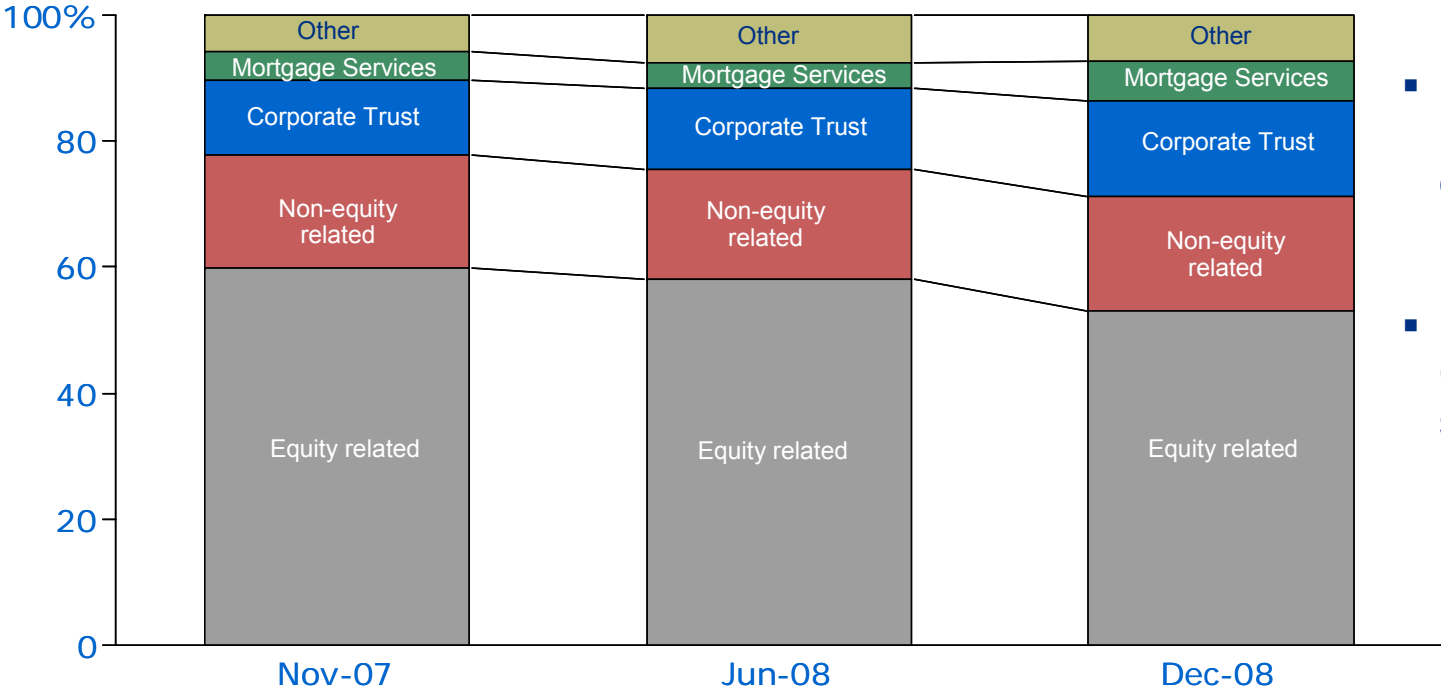 100%
80
60
40
20
0
Other
Mortgage Services
Corporate Trust
Non-equity
related
Equity related
Other
Mortgage Services
Corporate Trust
Non-equity
related
Equity related
Other
Mortgage Services
Corporate Trust
Non-equity
related
Equity related
Nov-07
Jun-08
Dec-08